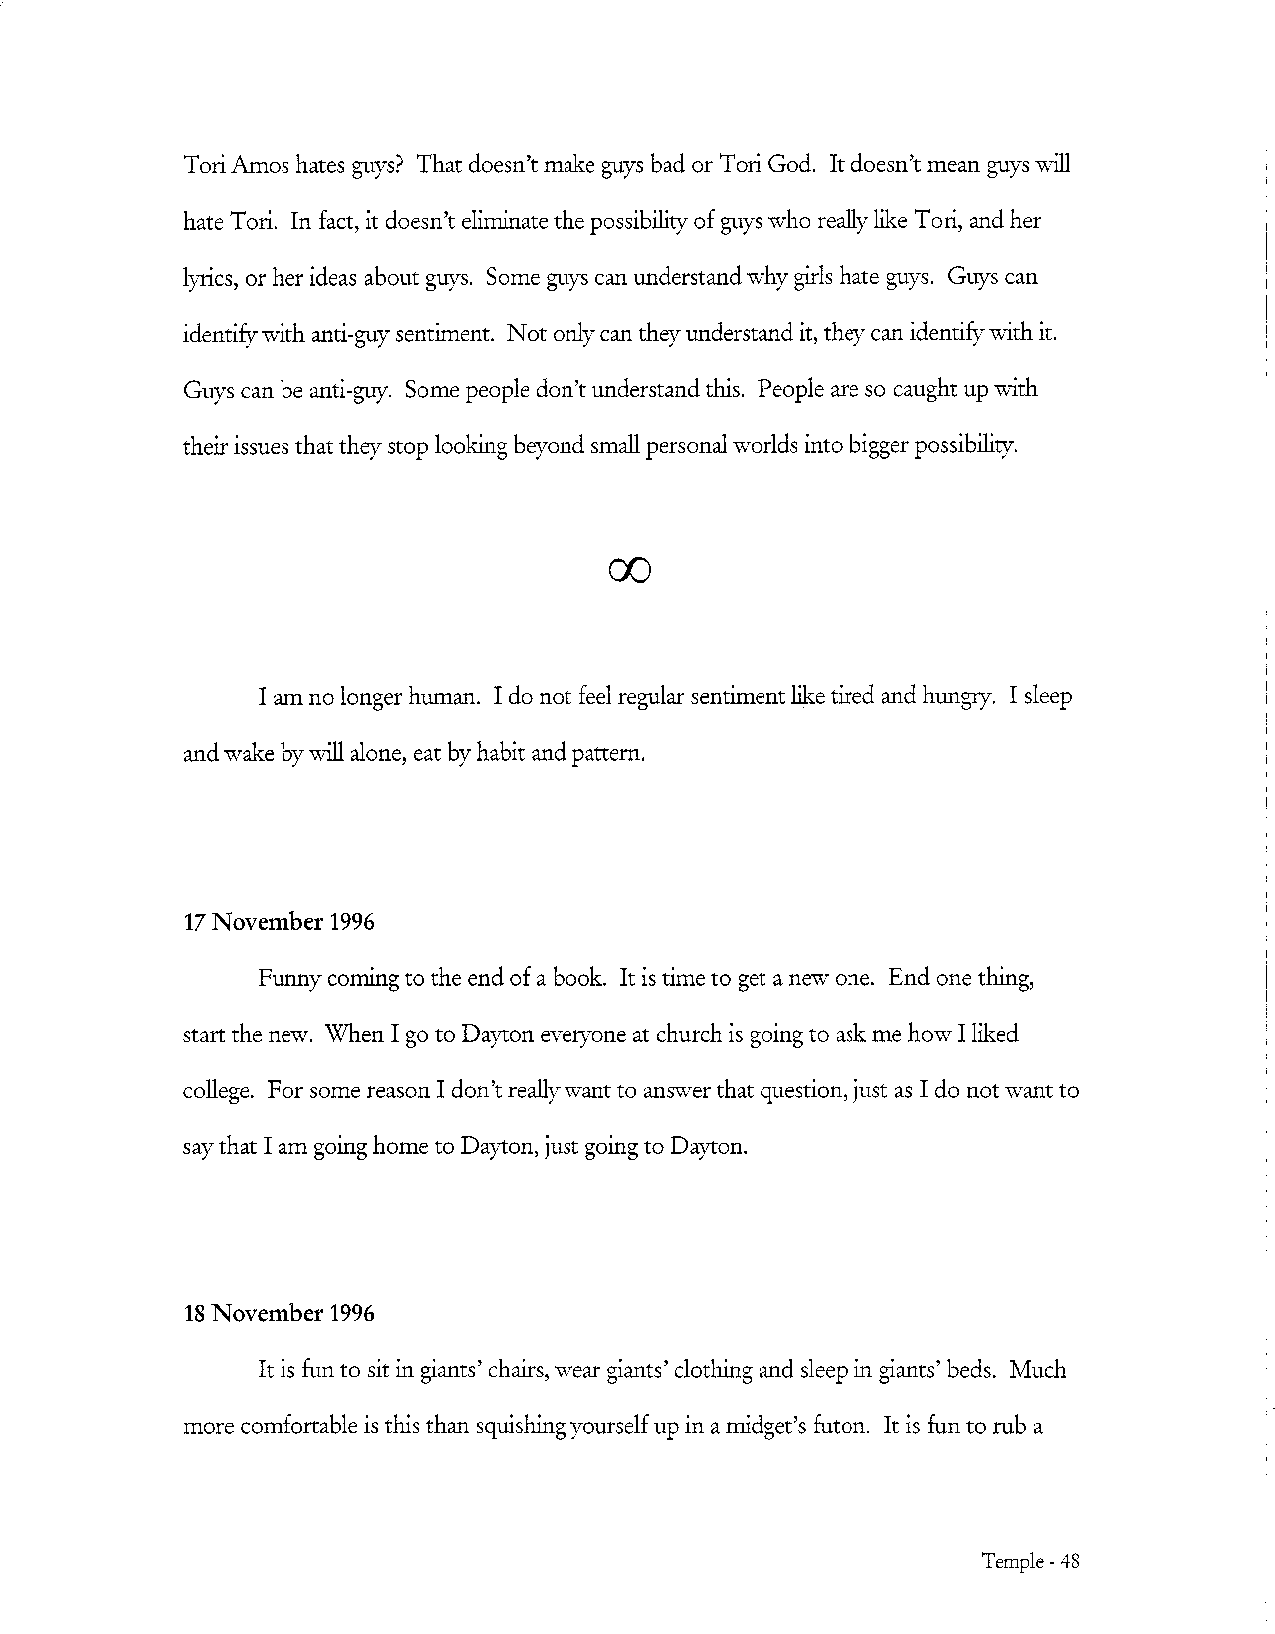 Tori Amos hates guys? That doesn't make guys bad or Tori God. It doesn't mean guys will
hate Tori. In fact, it doesn't eliminate the possibility of guys who really like Tori, and her
lyrics, or her ideas about guys. Some guys can understand why girls hate guys. Guys can
identify with anti-guy sentiment. Not only can they understand it, they can identify with it.
Guys can be anti-guy. Some people don't understand this. People are so caught up with
their issues that they stop looking beyond small personal worlds into bigger possibility.
∞
I am no longer human. I do not feel regular sentiment like tired and hungry. I sleep
and wake by will alone, eat by habit and pattern.
17 November 1996
Funny coming to the end of a book. It is time to get a new one. End one thing,
start the new. When I go to Dayton everyone at church is going to ask me how I liked
college. For some reason I don't really want to answer that question, just as I do not want to
say that I am going home to Dayton, just going to Dayton.
18 November 1996
It is fun to sit in giants' chairs, wear giants' clothing and sleep in giants' beds. Much
more comfortable is this than squishing yourself up in a midget's futon. It is fun to rub a
Temple - 48